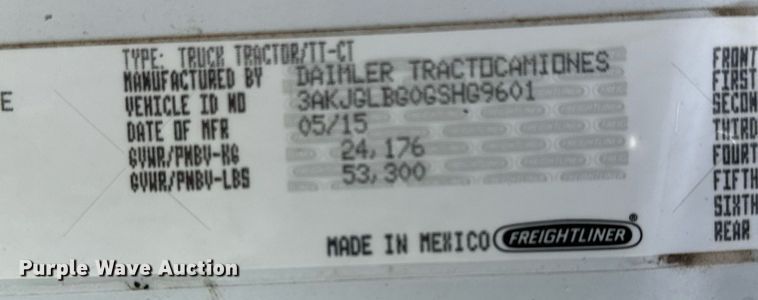 E
TYPE: TRUCK TRACTOR/TT-CT
MANUFACTURED BY DAIMLER TRACTOCAMIONES
VEHICLE ID NO 3AKJGLBG0GSHG9601
DATE OF MFR 05/15
GVWR/PNBV-KG 24,176
GVWR/PNBV-LBS 53,300
MADE IN MEXICO FREIGHTLINER®
FRONT
FIRST
SECON
THIRD
FOURT
FIFTH
SIXTH
REAR
Purple Wave Auction